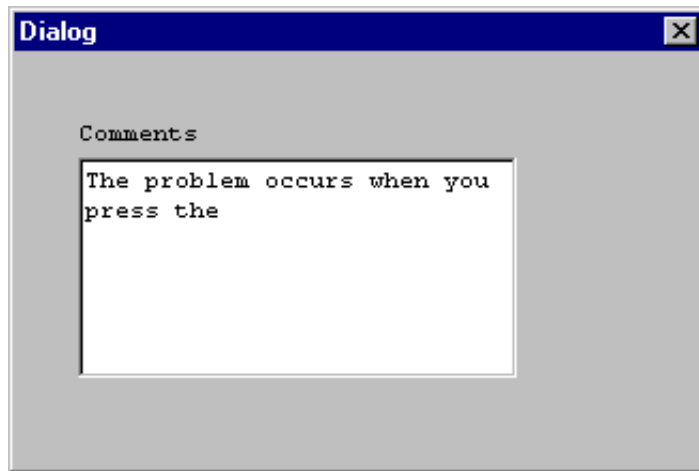 Dialog
Comments
The problem occurs when you
press the